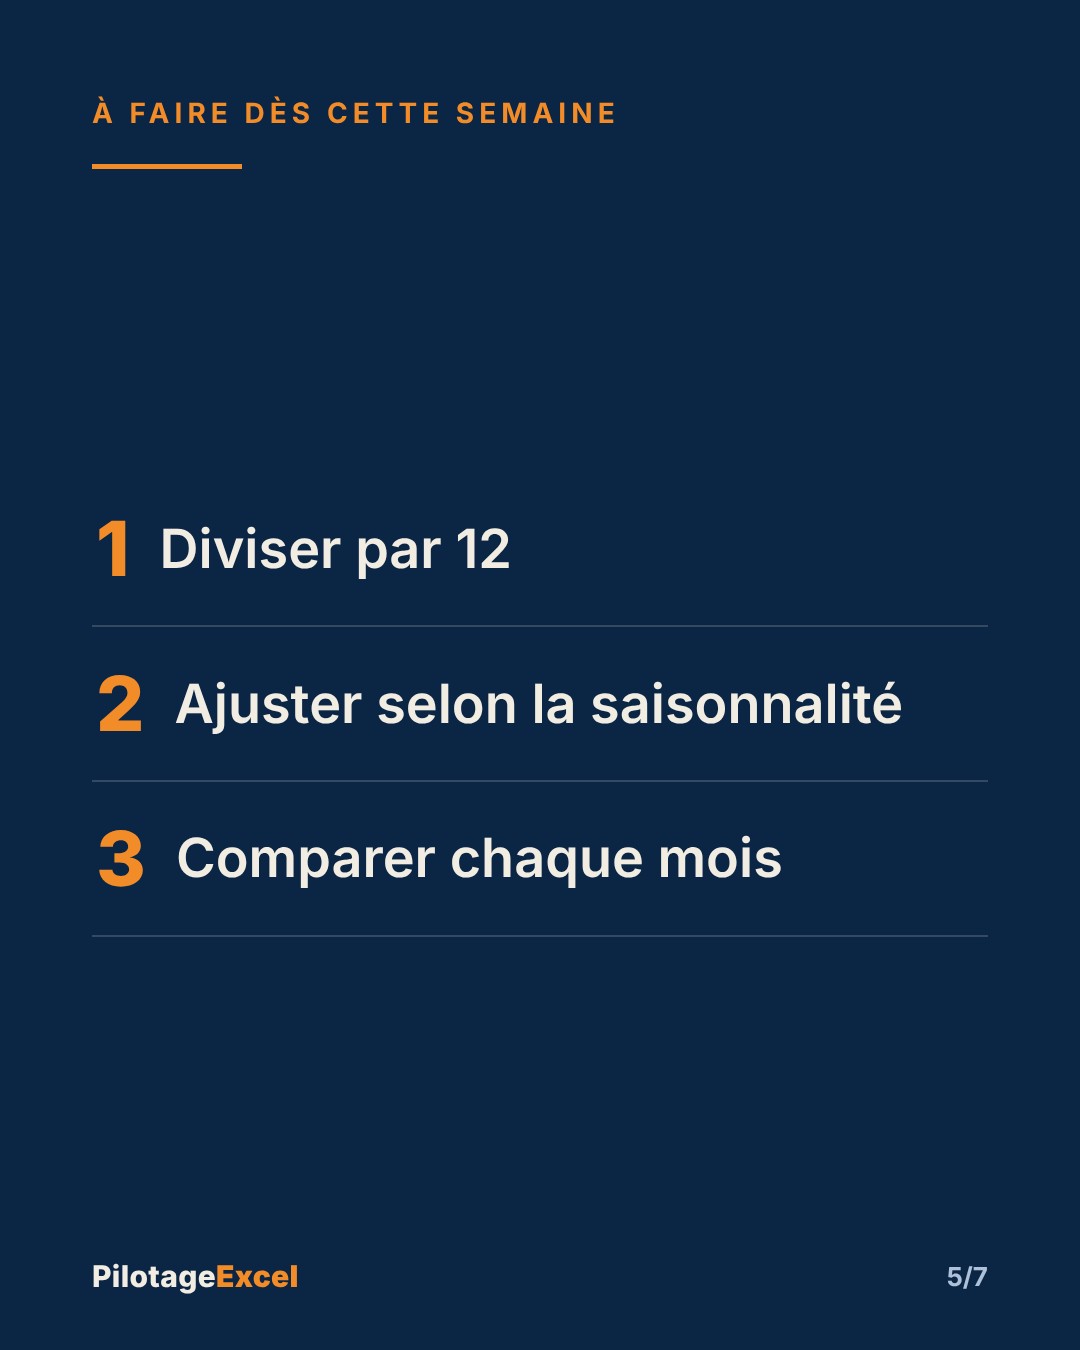 À FAIRE DÈS CETTE SEMAINE
1 Diviser par 12
2 Ajuster selon la saisonnalité
3 Comparer chaque mois
PilotageExcel
5/7